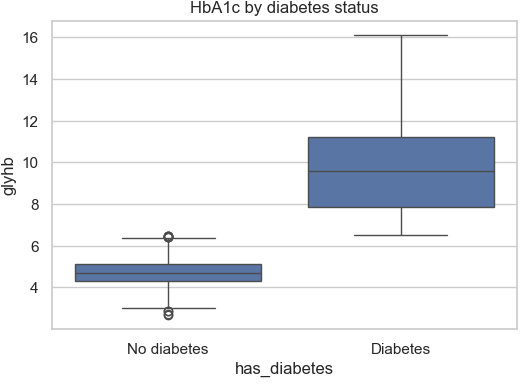 HbA1c by diabetes status
glyhb
16
14
12
10
8
6
4
No diabetes
Diabetes
has_diabetes